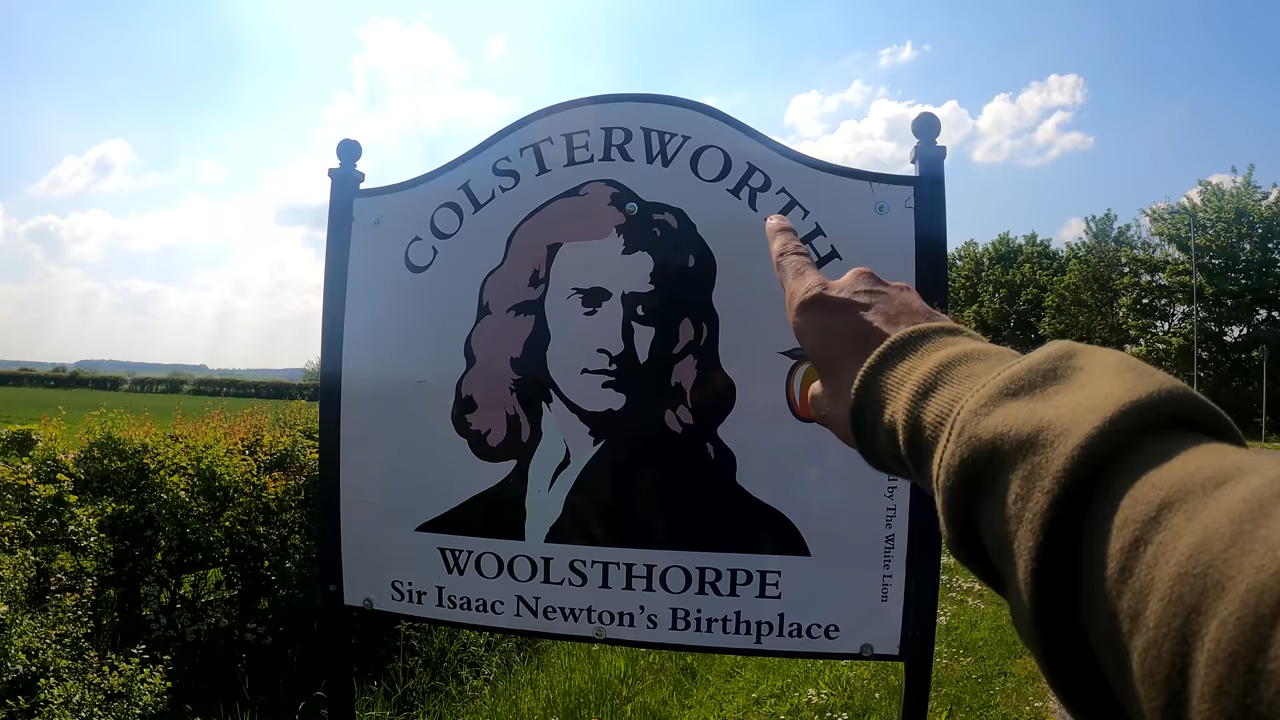 COLSTERWORTH
WOOLSTHORPE
Sir Isaac Newton's Birthplace
by The White Lion